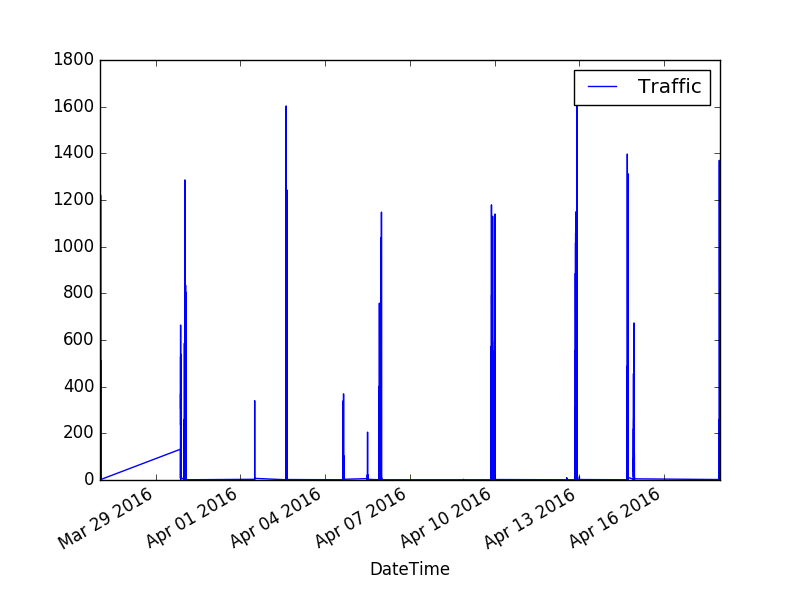 1800
1600
1400
1200
1000
800
600
400
200
0
Traffic
Mar 29 2016
Apr 01 2016
Apr 04 2016
Apr 07 2016
Apr 10 2016
Apr 13 2016
Apr 16 2016
DateTime